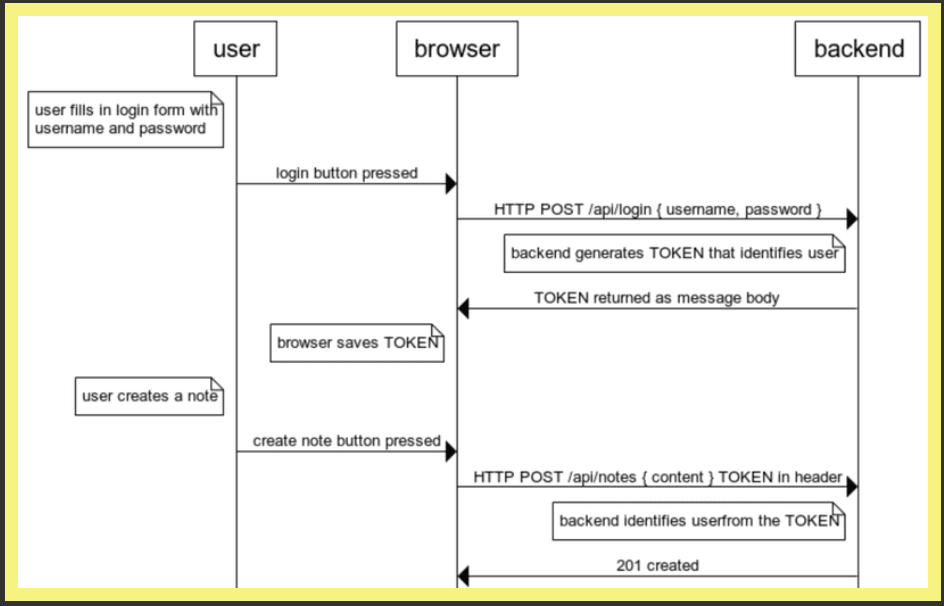 user
browser
backend
user fills in login form with
username and password
login button pressed
HTTP POST /api/login { username, password }
backend generates TOKEN that identifies user
TOKEN returned as message body
browser saves TOKEN
user creates a note
create note button pressed
HTTP POST /api/notes { content } TOKEN in header
backend identifies userfrom the TOKEN
201 created